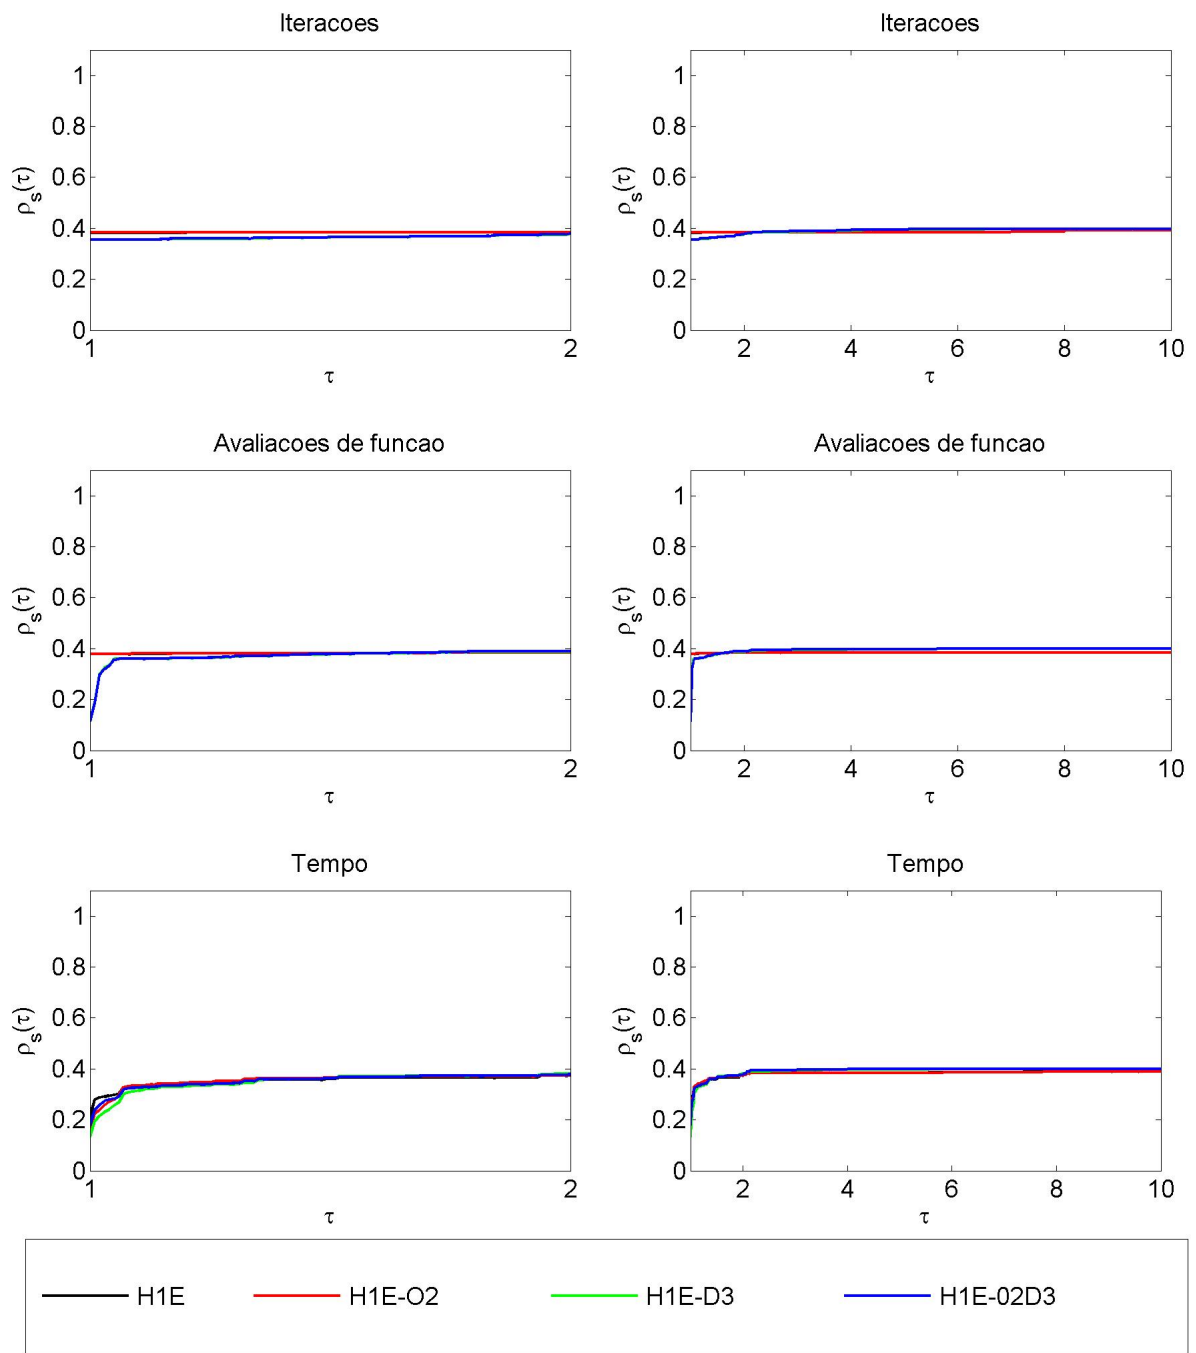 Iteracoes
1
0.8
0.6
0.4
0.2
0
ρs(τ)
1 2
τ
Iteracoes
1
0.8
0.6
0.4
0.2
0
ρs(τ)
2 4 6 8 10
τ
Avaliacoes de funcao
1
0.8
0.6
0.4
0.2
0
ρs(τ)
1 2
τ
Avaliacoes de funcao
1
0.8
0.6
0.4
0.2
0
ρs(τ)
2 4 6 8 10
τ
Tempo
1
0.8
0.6
0.4
0.2
0
ρs(τ)
1 2
τ
Tempo
1
0.8
0.6
0.4
0.2
0
ρs(τ)
2 4 6 8 10
τ
H1E H1E-O2 H1E-D3 H1E-02D3